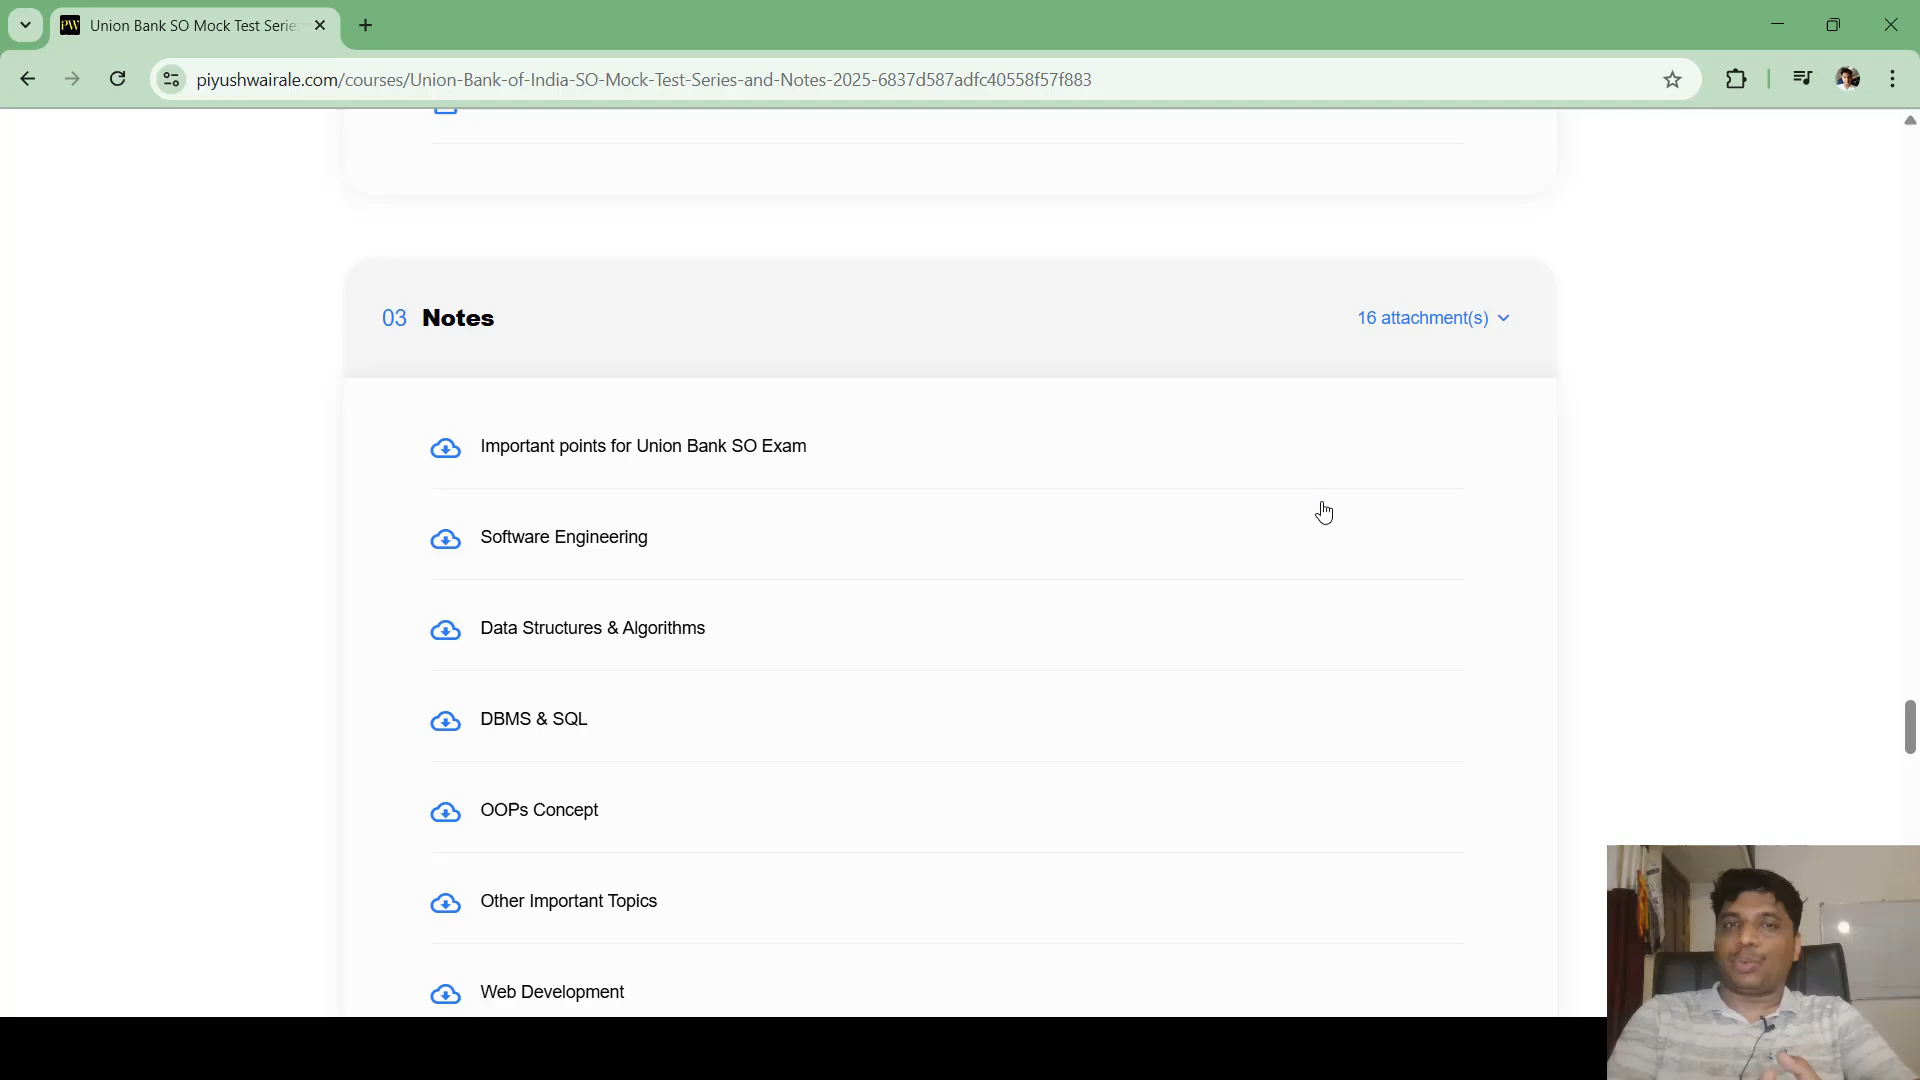 PW
Union Bank SO Mock Test Serie
piyushwairale.com/courses/Union-Bank-of-India-SO-Mock-Test-Series-and-Notes-2025-6837d587adfc40558f57f883
03 Notes
16 attachment(s)
Important points for Union Bank SO Exam
Software Engineering
Data Structures & Algorithms
DBMS & SQL
OOPs Concept
Other Important Topics
Web Development